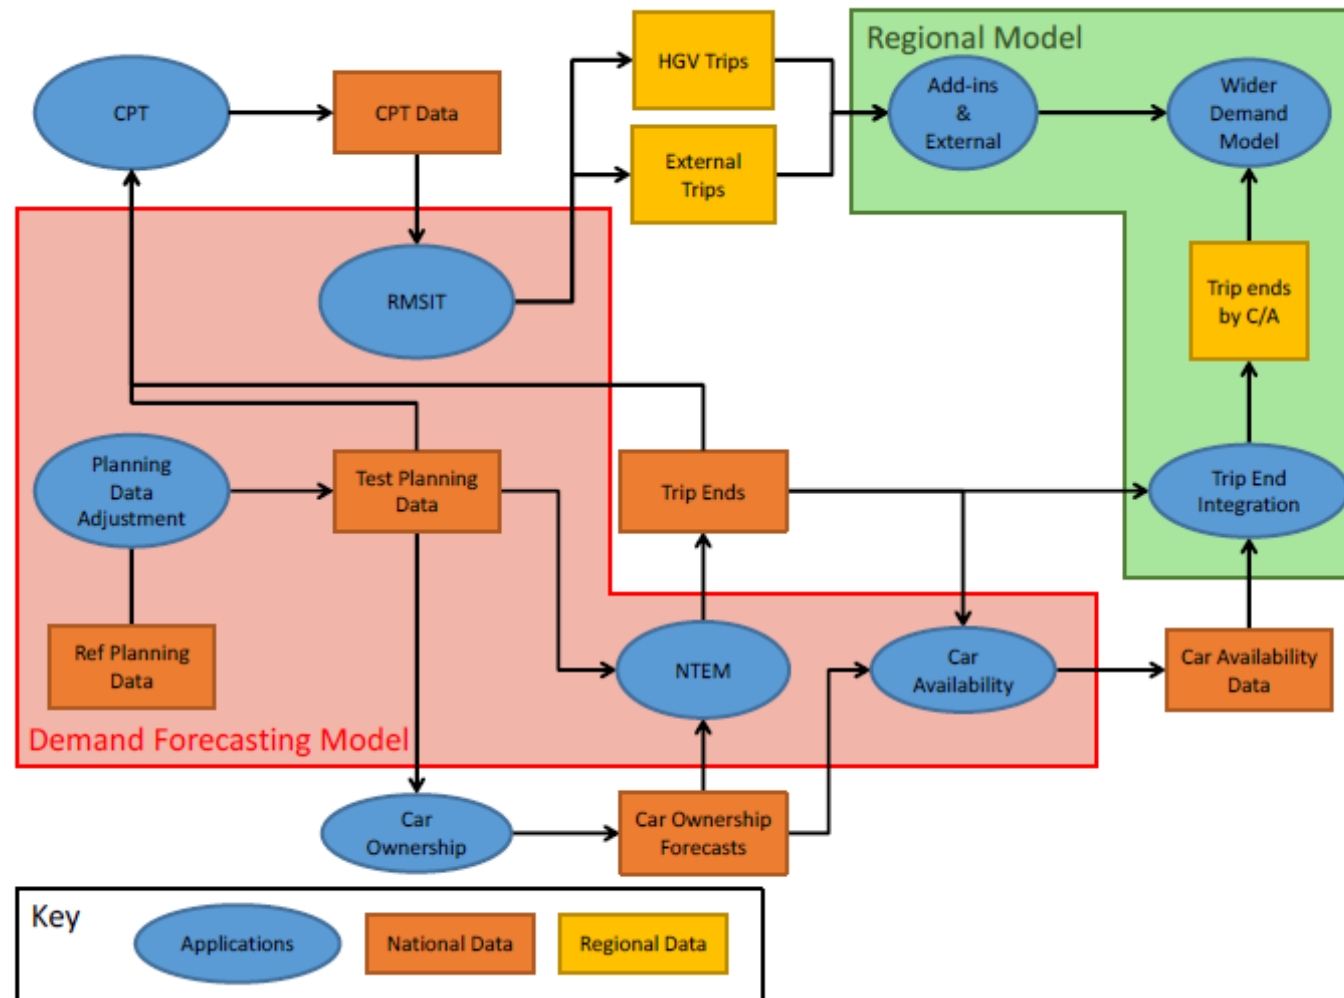 Regional Model
CPT
CPT Data
HGV Trips
External
Trips
Add-ins
&
External
Wider
Demand
Model
RMSIT
Trip ends
by C/A
Planning
Data
Adjustment
Test Planning
Data
Trip Ends
Trip End
Integration
Ref Planning
Data
NTEM
Car
Availability
Car Availability
Data
Demand Forecasting Model
Car
Ownership
Car Ownership
Forecasts
Key
Applications
National Data
Regional Data